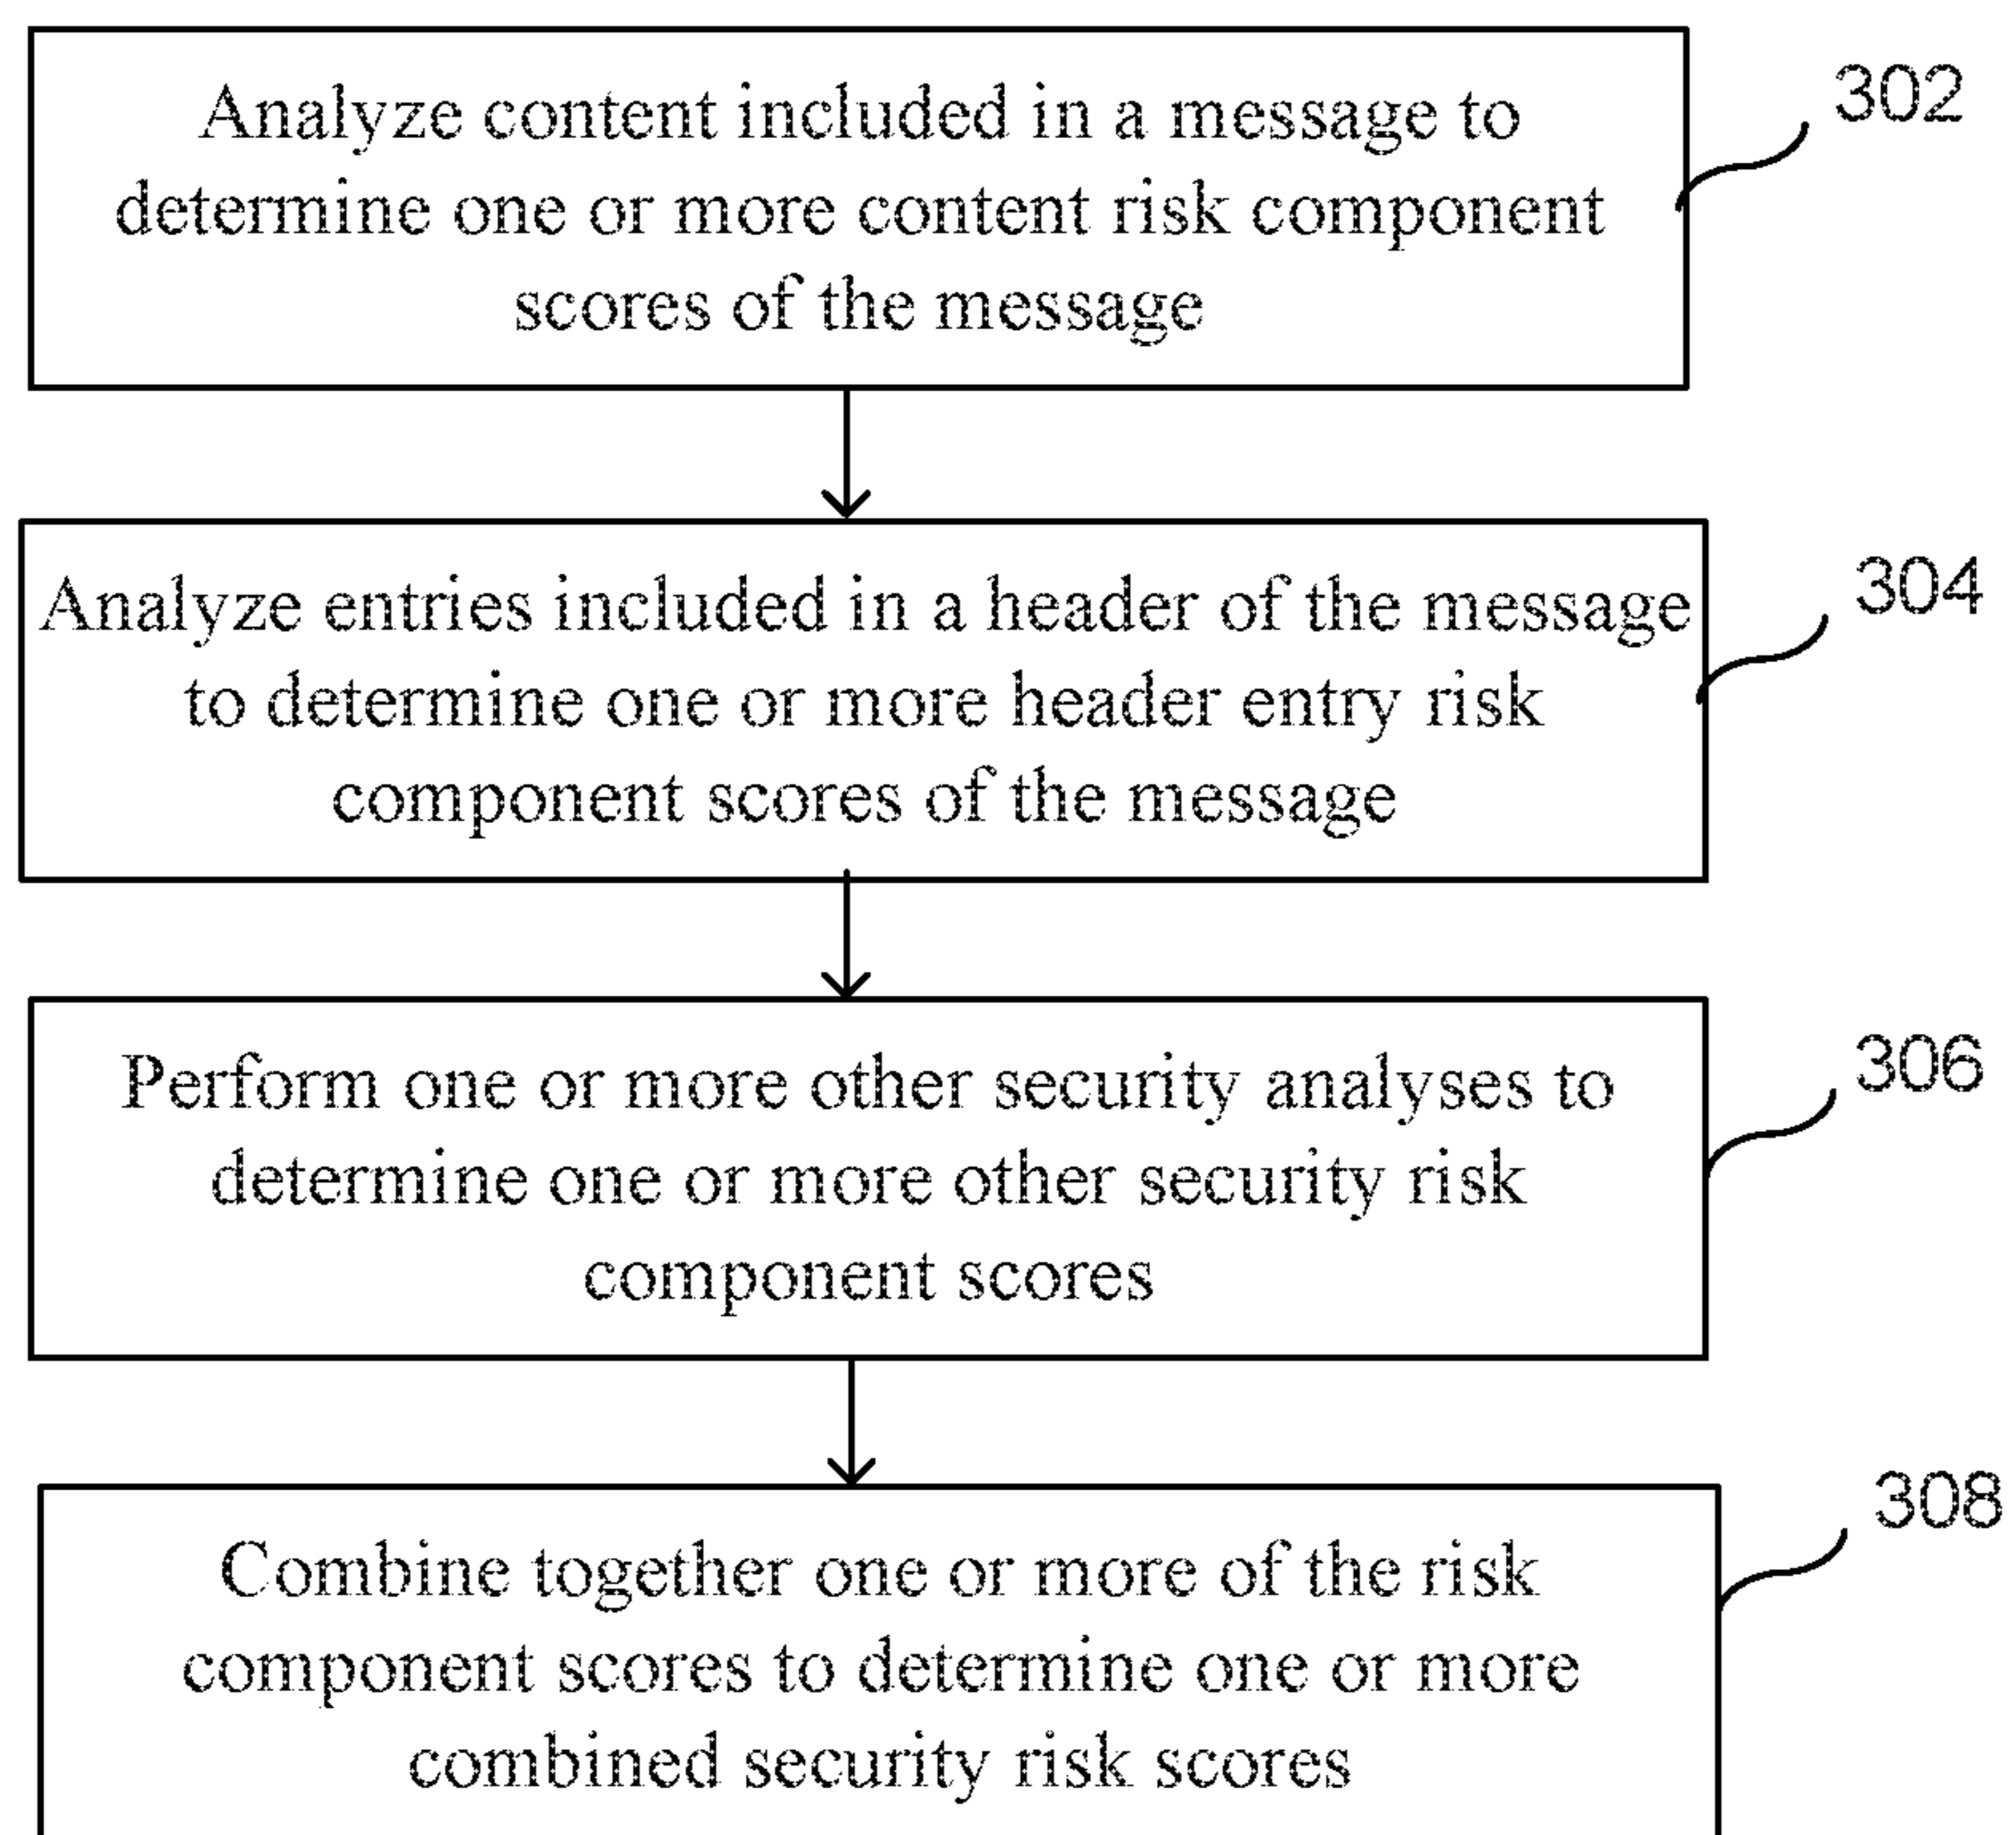 Analyze content included in a message to
302
determine one or more content risk component
scores of the message
Analyze entries included in a header of the message
304
to determine one or more header entry risk
component scores of the message
Perform one or more other security analyses to
306
determine one or more other security risk
component scores
Combine together one or more of the risk
308
component scores to determine one or more
combined security risk scores